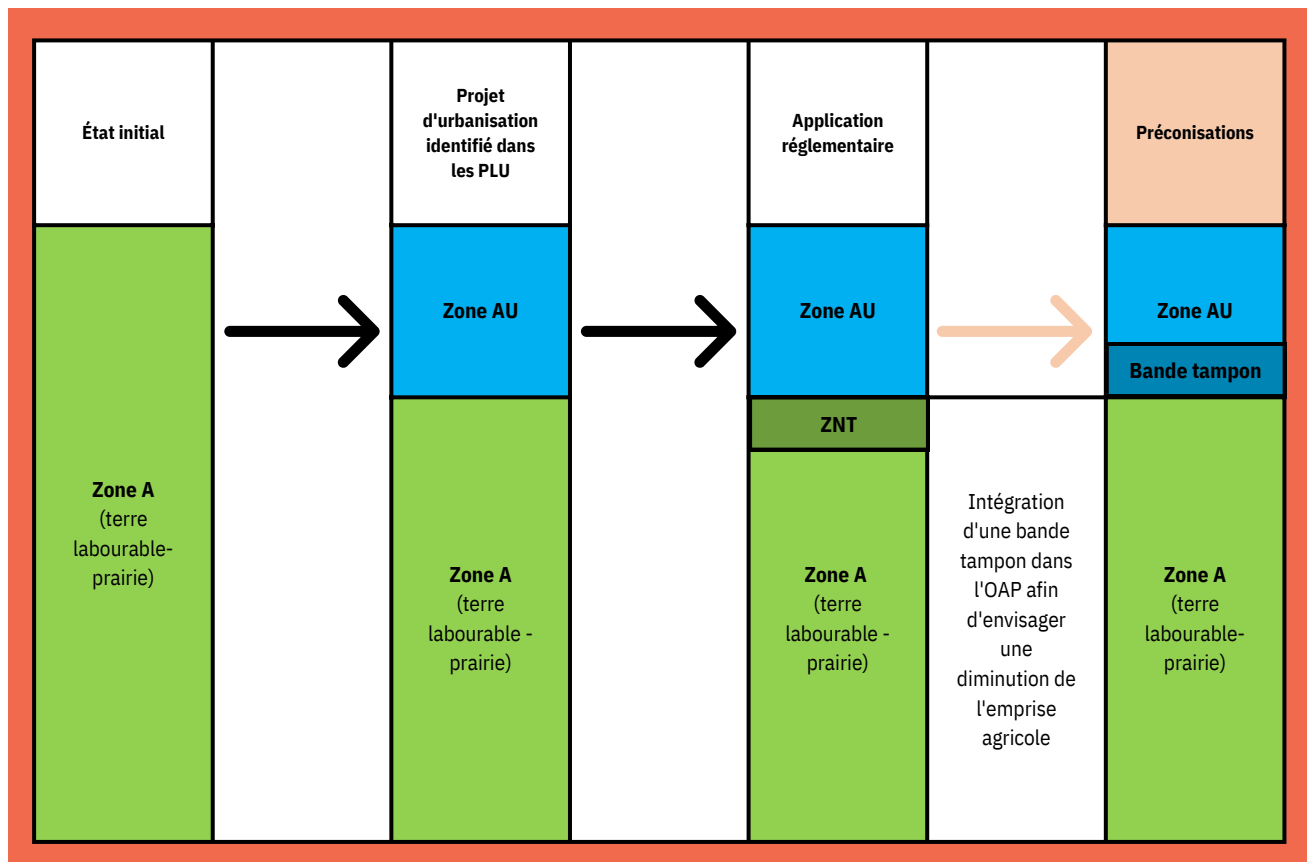 État initial
Projet
d'urbanisation
identifié dans
les PLU
Application
réglementaire
Préconisations
Zone A
(terre
labourable-
prairie)
Zone AU
Zone A
(terre
labourable -
prairie)
Zone AU
ZNT
Zone A
(terre
labourable -
prairie)
Intégration
d'une bande
tampon dans
l'OAP afin
d'envisager
une
diminution de
l'emprise
agricole
Zone AU
Bande tampon
Zone A
(terre
labourable-
prairie)